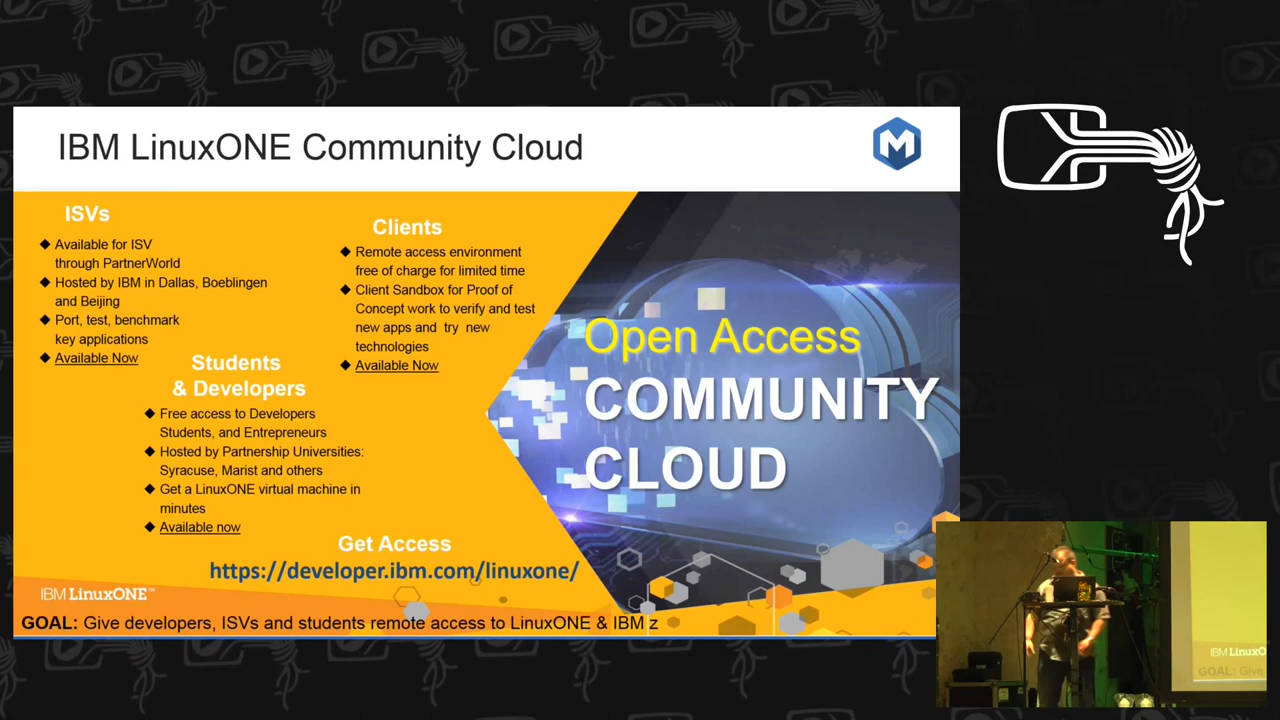 IBM LinuxONE Community Cloud
M
ISVs
◆ Available for ISV
through PartnerWorld
◆ Hosted by IBM in Dallas, Boeblingen
and Beijing
◆ Port, test, benchmark
key applications
◆ Available Now
Clients
◆ Remote access environment
free of charge for limited time
◆ Client Sandbox for Proof of
Concept work to verify and test
new apps and try new
technologies
◆ Available Now
Students
& Developers
◆ Free access to Developers
Students, and Entrepreneurs
◆ Hosted by Partnership Universities:
Syracuse, Marist and others
◆ Get a LinuxONE virtual machine in
minutes
◆ Available now
Open Access
COMMUNITY
CLOUD
Get Access
https://developer.ibm.com/linuxone/
IBM LinuxONE™
GOAL: Give developers, ISVs and students remote access to LinuxONE & IBM z
IBM LinuxO
GOAL: Give